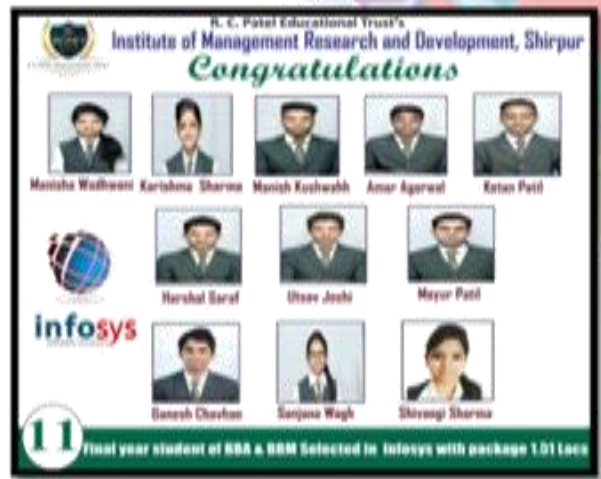 R. C. Patel Educational Trust's
Institute of Management Research and Development, Shirpur
Congratulations
Manisha Wadhwani Karishma Sharma Manish Kushwahh Amar Agarwal Ketan Patil
Harshal Saraf Utsav Joshi Mayur Patil
infosys
Ganesh Chavhan Sanjana Wagh Shivangi Sharma
11 Final year student of BBA & BBM Selected in Infosys with package 1.01 Lacs